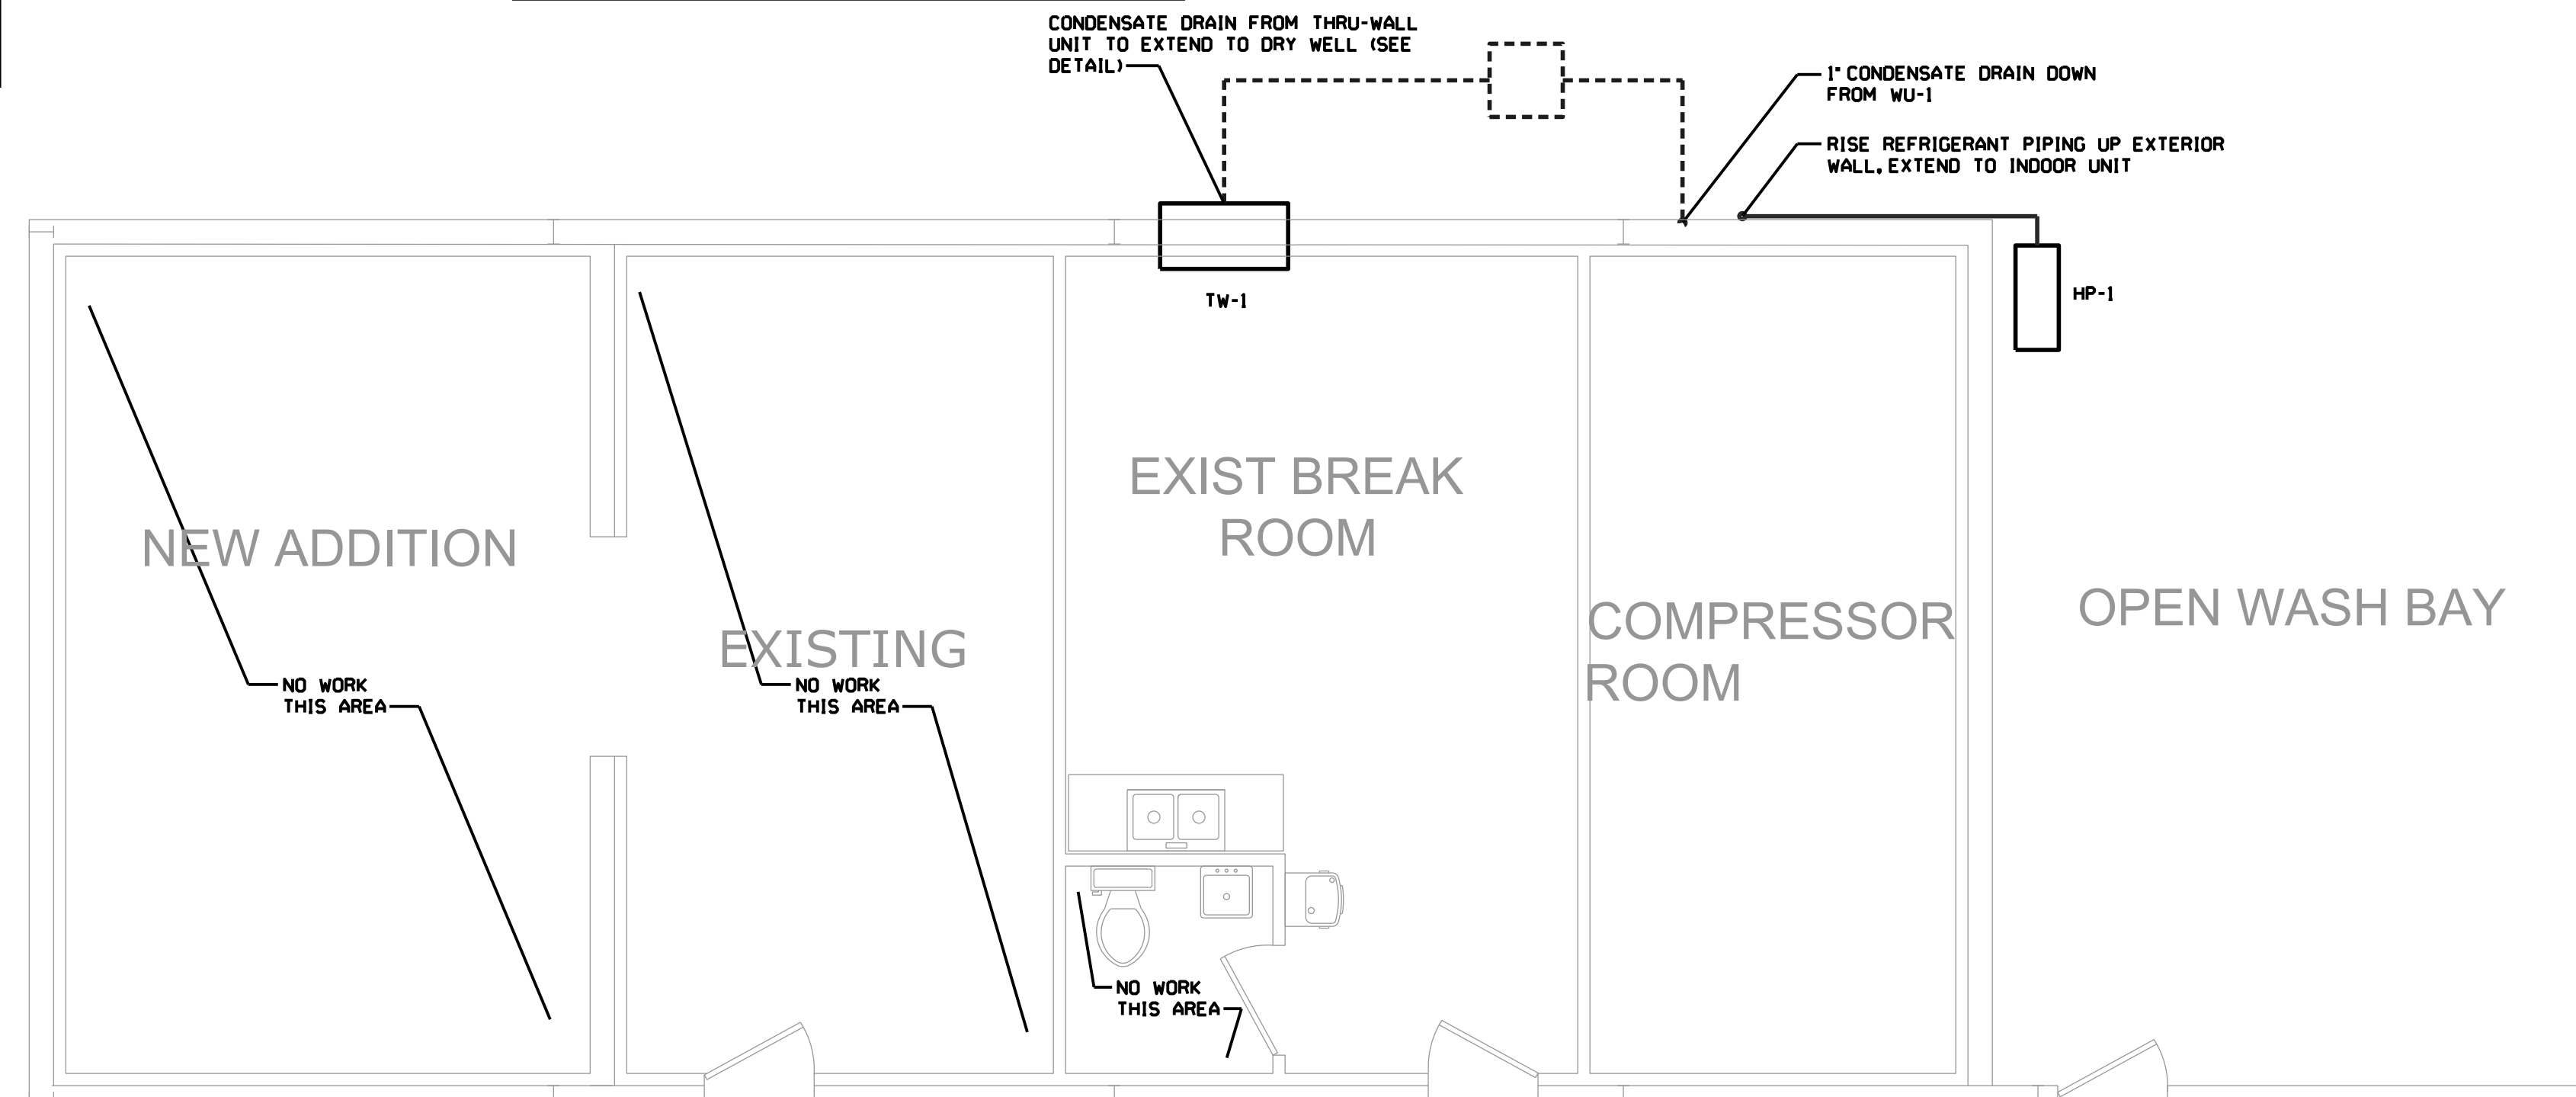 CONDENSATE DRAIN FROM THRU-WALL
UNIT TO EXTEND TO DRY WELL (SEE
DETAIL)
1" CONDENSATE DRAIN DOWN
FROM WU-1
RISE REFRIGERANT PIPING UP EXTERIOR
WALL, EXTEND TO INDOOR UNIT
TW-1
HP-1
EXIST BREAK
ROOM
NEW ADDITION
EXISTING
COMPRESSOR
ROOM
OPEN WASH BAY
NO WORK
THIS AREA
NO WORK
THIS AREA
NO WORK
THIS AREA